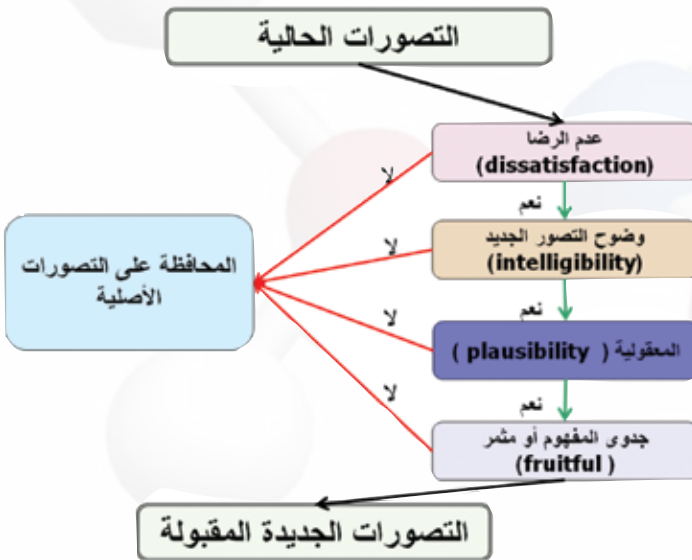 التصورات الحالية
عدم الرضا
(dissatisfaction)
لا
نعم
وضوح التصور الجديد
(intelligibility)
لا
المحافظة على التصورات
الأصلية
نعم
المعقولية ( plausibility )
لا
نعم
جدوى المفهوم أو مثمر
(fruitful )
لا
التصورات الجديدة المقبولة